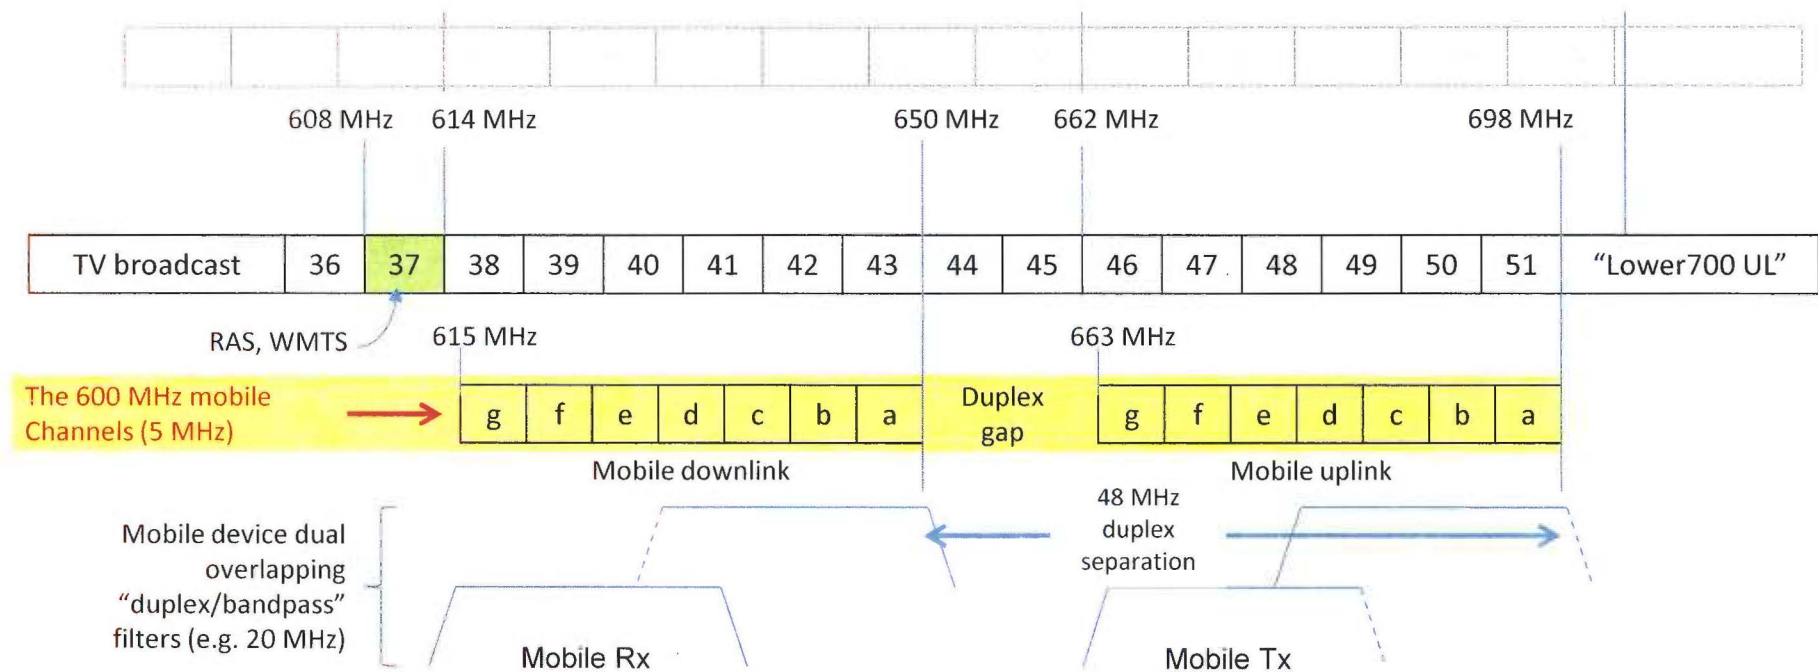 608 MHz 614 MHz 650 MHz 662 MHz 698 MHz
TV broadcast 36 37 38 39 40 41 42 43 44 45 46 47 48 49 50 51 “Lower700 UL”
RAS, WMTS
615 MHz 663 MHz
The 600 MHz mobile
Channels (5 MHz)
g f e d c b a
Duplex
gap
g f e d c b a
Mobile downlink
Mobile uplink
48 MHz
duplex
separation
Mobile device dual
overlapping
“duplex/bandpass”
filters (e.g. 20 MHz)
Mobile Rx
Mobile Tx